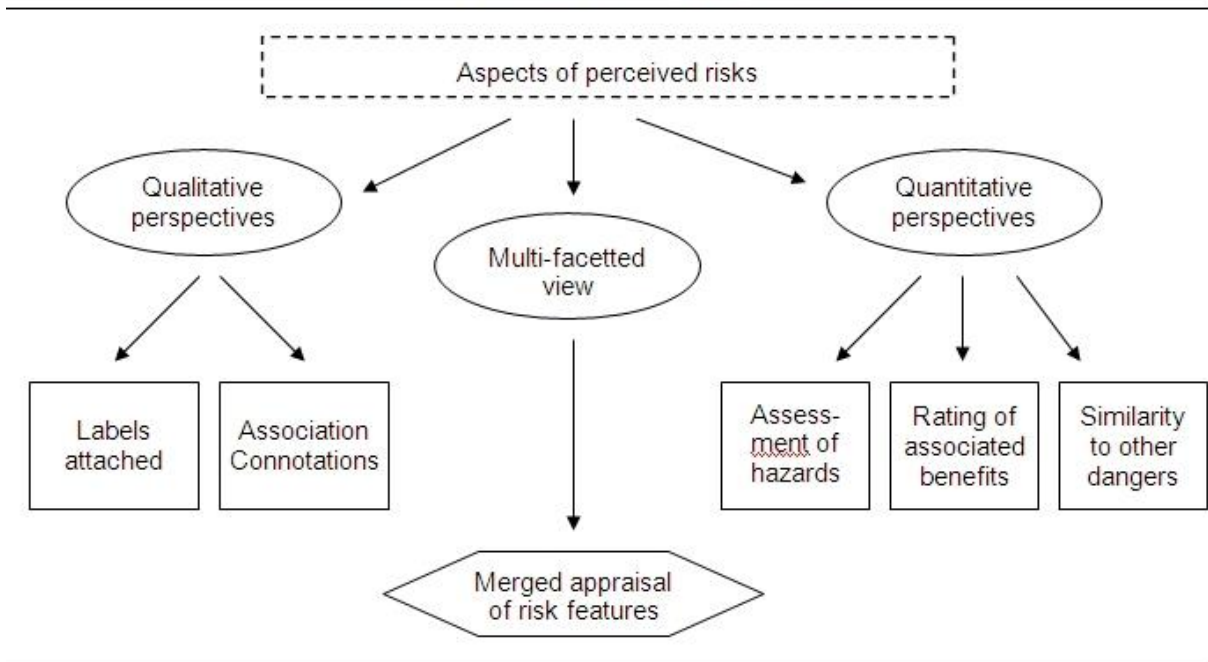 Aspects of perceived risks
Qualitative
perspectives
Multi-facetted
view
Quantitative
perspectives
Labels
attached
Association
Connotations
Assess-
ment of
hazards
Rating of
associated
benefits
Similarity
to other
dangers
Merged appraisal
of risk features